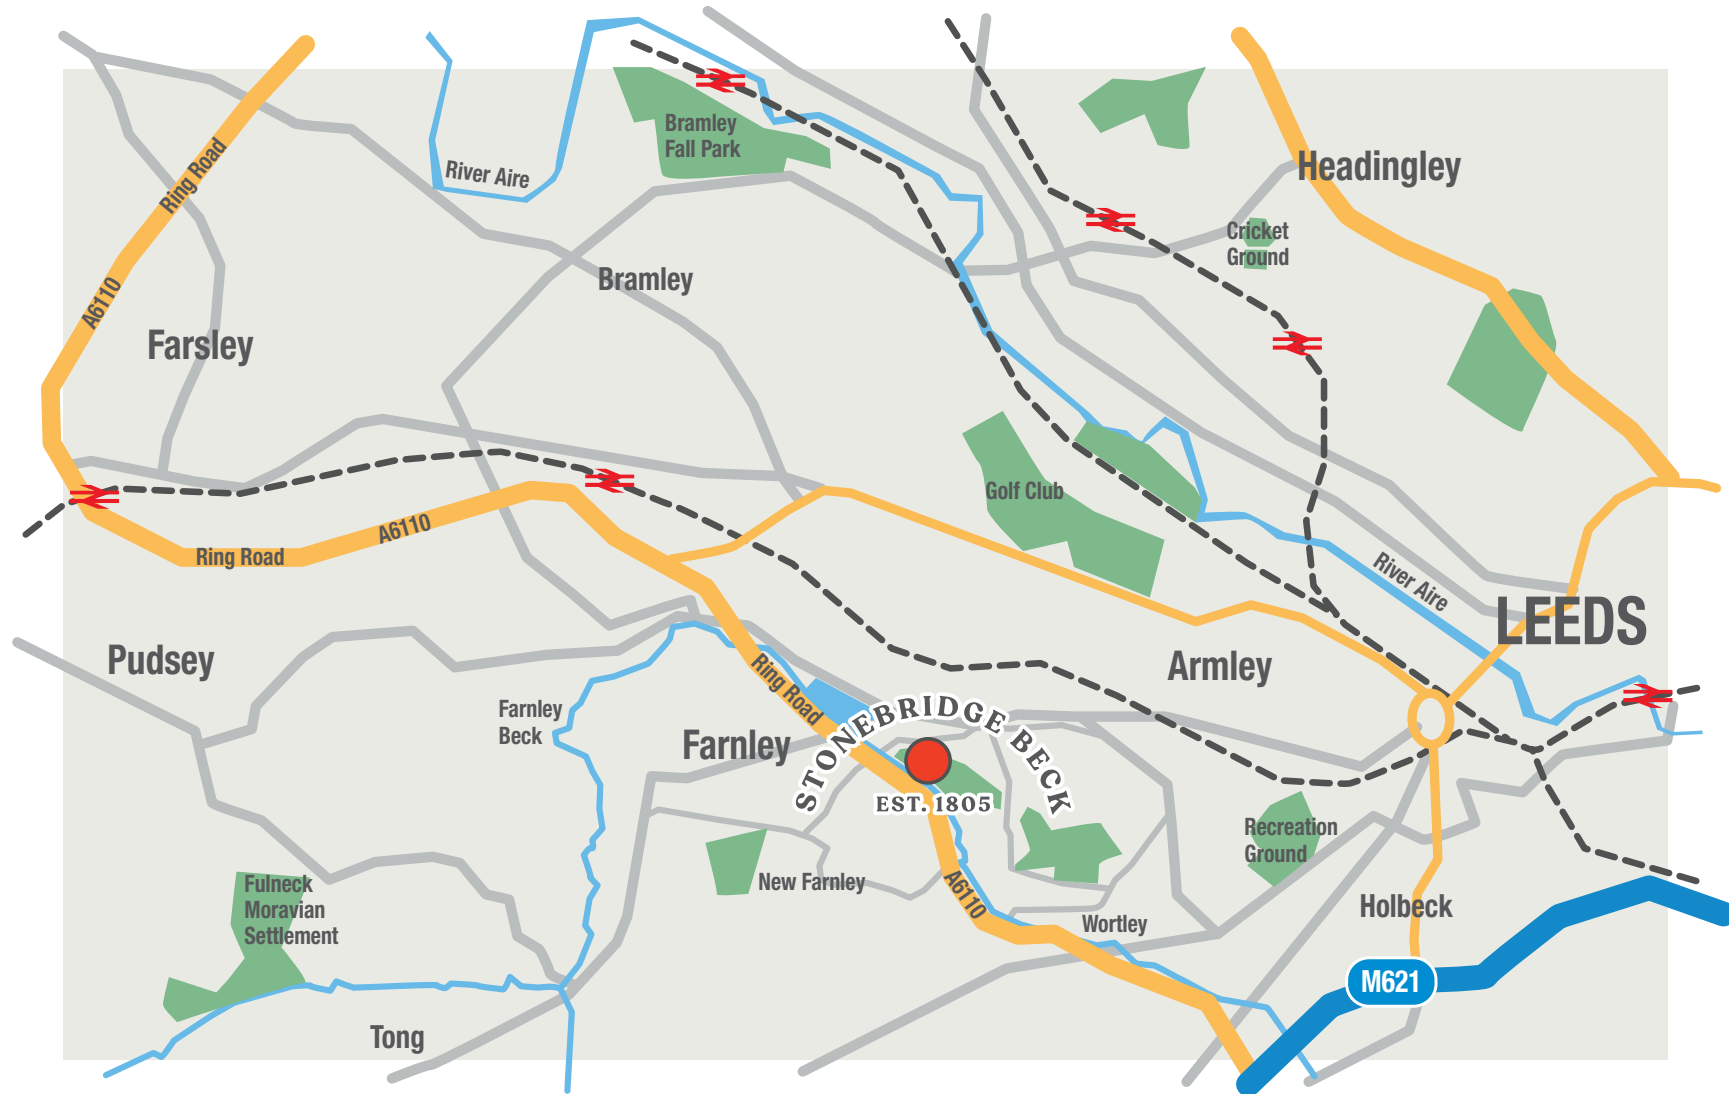 Bramley
Fall Park
River Aire
Headingley
Ring Road
Cricket
Ground
Bramley
A6110
Farsley
Golf Club
A6110
Ring Road
River Aire
LEEDS
Pudsey
Armley
Ring Road
Farnley
Beck
Farnley
STONEBRIDGE BECK
EST. 1805
Recreation
Ground
New Farnley
Fulneck
Moravian
Settlement
A6110
Wortley
Holbeck
M621
Tong